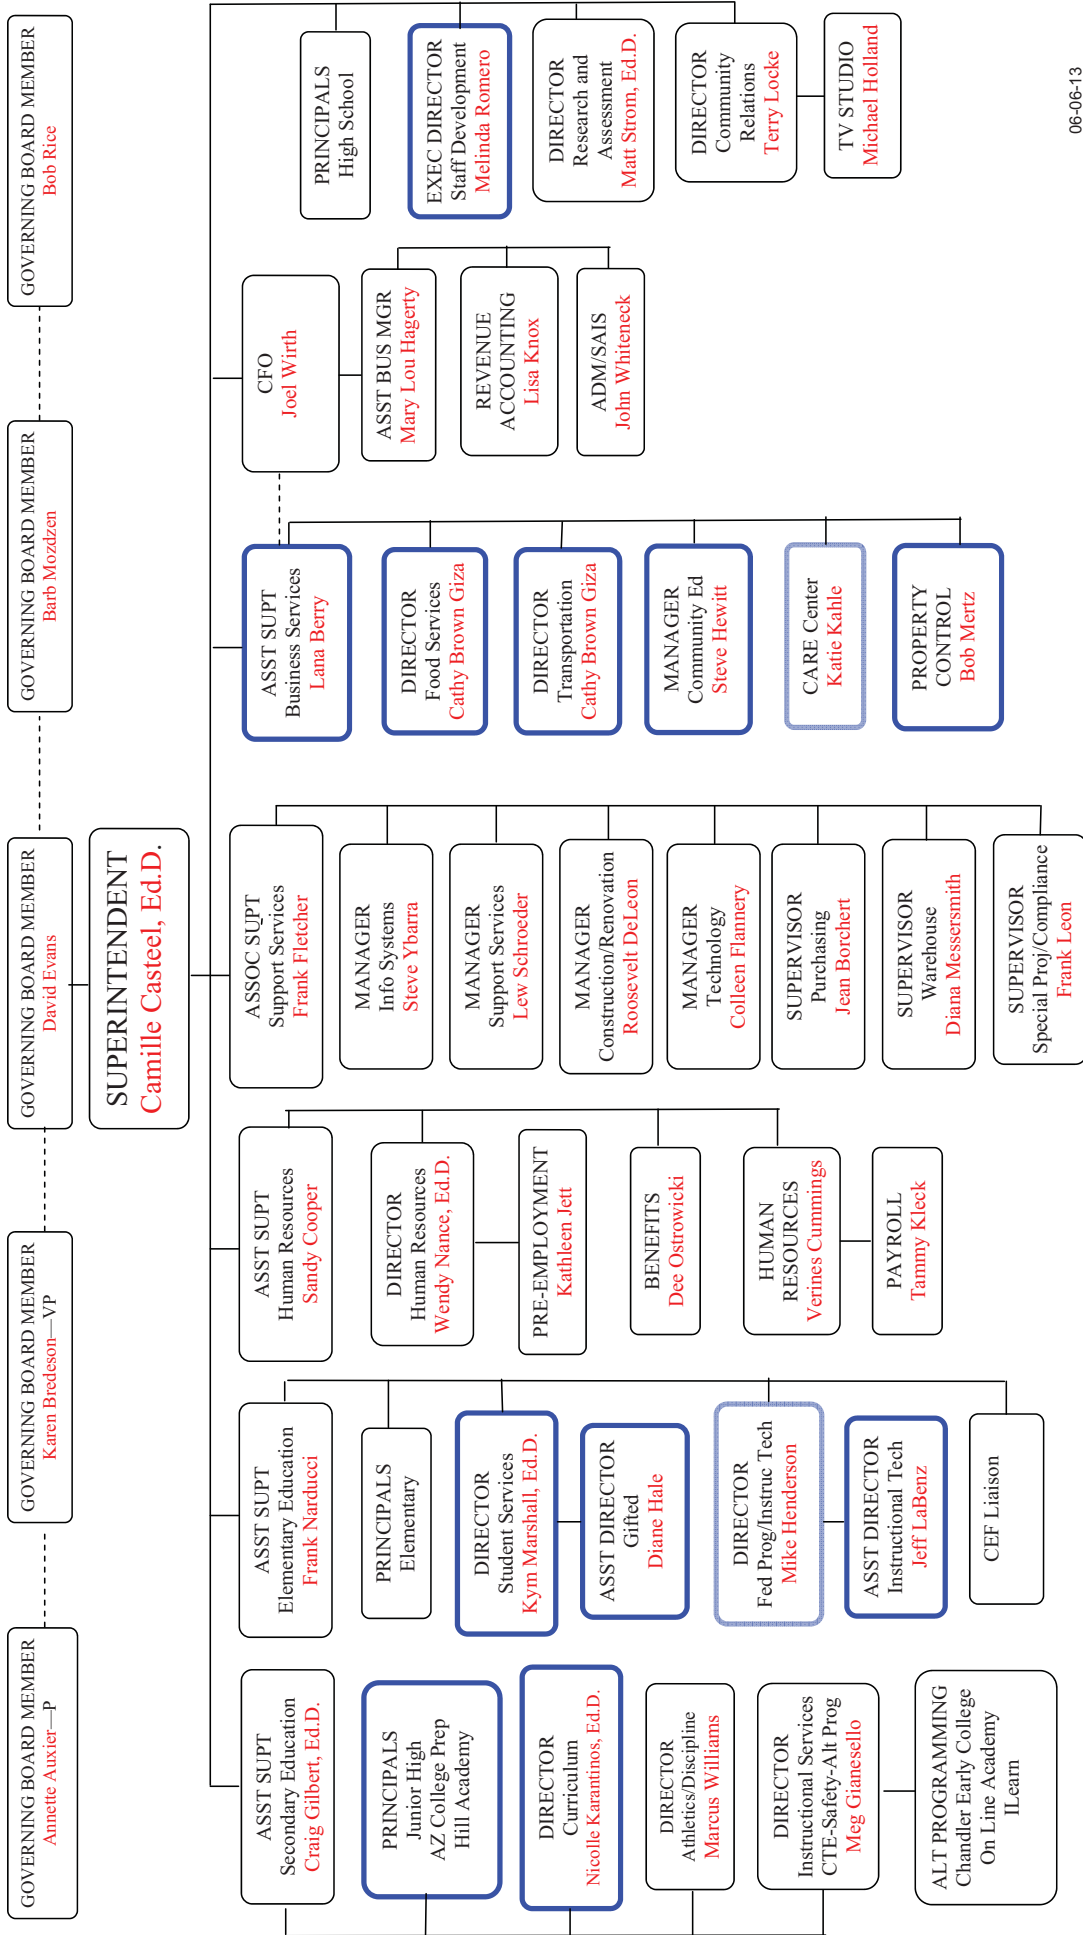 GOVERNING BOARD MEMBER
Annette Auxier—P
GOVERNING BOARD MEMBER
Karen Bredeson—VP
GOVERNING BOARD MEMBER
David Evans
GOVERNING BOARD MEMBER
Barb Mozdzen
GOVERNING BOARD MEMBER
Bob Rice
SUPERINTENDENT
Camille Casteel, Ed.D.
ASST SUPT
Secondary Education
Craig Gilbert, Ed.D.
PRINCIPALS
Junior High
AZ College Prep
Hill Academy
DIRECTOR
Curriculum
Nicolle Karantinos, Ed.D.
DIRECTOR
Athletics/Discipline
Marcus Williams
DIRECTOR
Instructional Services
CTE-Safety-Alt Prog
Meg Gianesello
ALT PROGRAMMING
Chandler Early College
On Line Academy
ILearn
ASST SUPT
Elementary Education
Frank Narducci
PRINCIPALS
Elementary
DIRECTOR
Student Services
Kym Marshall, Ed.D.
ASST DIRECTOR
Gifted
Diane Hale
DIRECTOR
Fed Prog/Instruc Tech
Mike Henderson
ASST DIRECTOR
Instructional Tech
Jeff LaBenz
CEF Liaison
ASST SUPT
Human Resources
Sandy Cooper
DIRECTOR
Human Resources
Wendy Nance, Ed.D.
PRE-EMPLOYMENT
Kathleen Jett
BENEFITS
Dee Ostrowicki
HUMAN
RESOURCES
Verines Cummings
PAYROLL
Tammy Kleck
ASSOC SUPT
Support Services
Frank Fletcher
MANAGER
Info Systems
Steve Ybarra
MANAGER
Support Services
Lew Schroeder
MANAGER
Construction/Renovation
Roosevelt DeLeon
MANAGER
Technology
Colleen Flannery
SUPERVISOR
Purchasing
Jean Borchert
SUPERVISOR
Warehouse
Diana Messersmith
SUPERVISOR
Special Proj/Compliance
Frank Leon
ASST SUPT
Business Services
Lana Berry
DIRECTOR
Food Services
Cathy Brown Giza
DIRECTOR
Transportation
Cathy Brown Giza
MANAGER
Community Ed
Steve Hewitt
CARE Center
Katie Kahle
PROPERTY
CONTROL
Bob Mertz
CFO
Joel Wirth
ASST BUS MGR
Mary Lou Hagerty
REVENUE
ACCOUNTING
Lisa Knox
ADM/SAIS
John Whiteneck
PRINCIPALS
High School
EXEC DIRECTOR
Staff Development
Melinda Romero
DIRECTOR
Research and
Assessment
Matt Strom, Ed.D.
DIRECTOR
Community
Relations
Terry Locke
TV STUDIO
Michael Holland
06-06-13